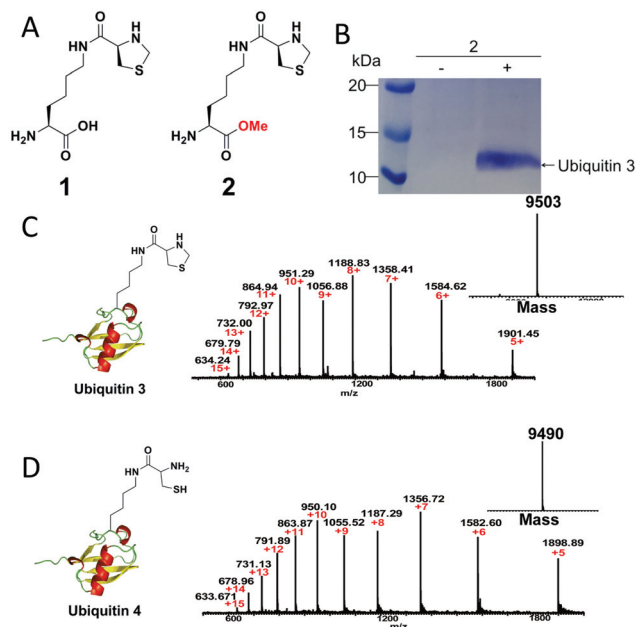 A
B
2
kDa
-
+
20
15
10
Ubiquitin 3
H
N
O
HN
S
H2N
OH
O
1
H
N
O
HN
S
H2N
OMe
O
2
C
O
H
N
HN
S
Ubiquitin 3
9503
Mass
1188.83
8+
1358.41
7+
951.29
10+
1056.88
9+
864.94
11+
1584.62
6+
792.97
12+
732.00
13+
679.79
14+
634.24
15+
1901.45
5+
600
1200
1800
m/z
D
O
NH2
HN
SH
Ubiquitin 4
9490
Mass
1356.72
+7
950.10
+10
1187.29
+8
1055.52
+9
863.87
+11
1582.60
+6
791.89
+12
731.13
+13
678.96
+14
633.671
+15
1898.89
+5
600
1200
1800
m/z